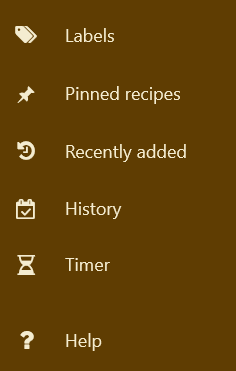 Labels
Pinned recipes
Recently added
History
Timer
Help